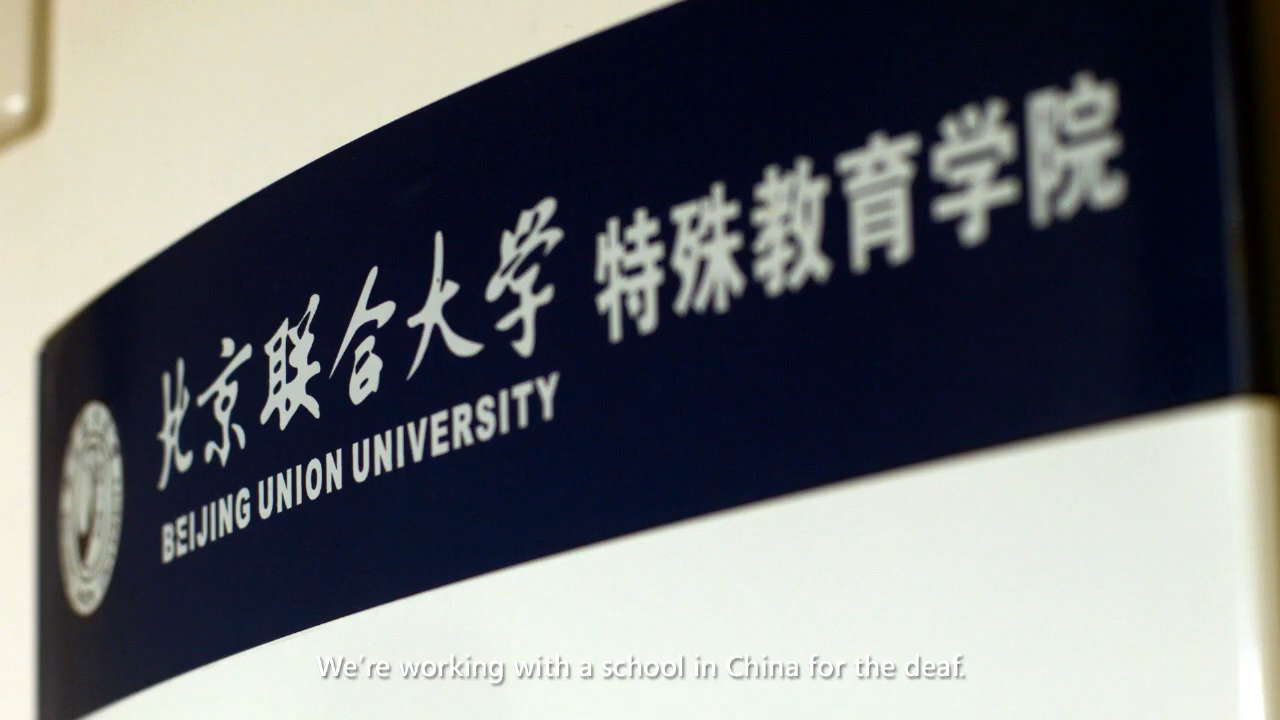 北京联合大学 特殊教育学院
BEIJING UNION UNIVERSITY
We're working with a school in China for the deaf.